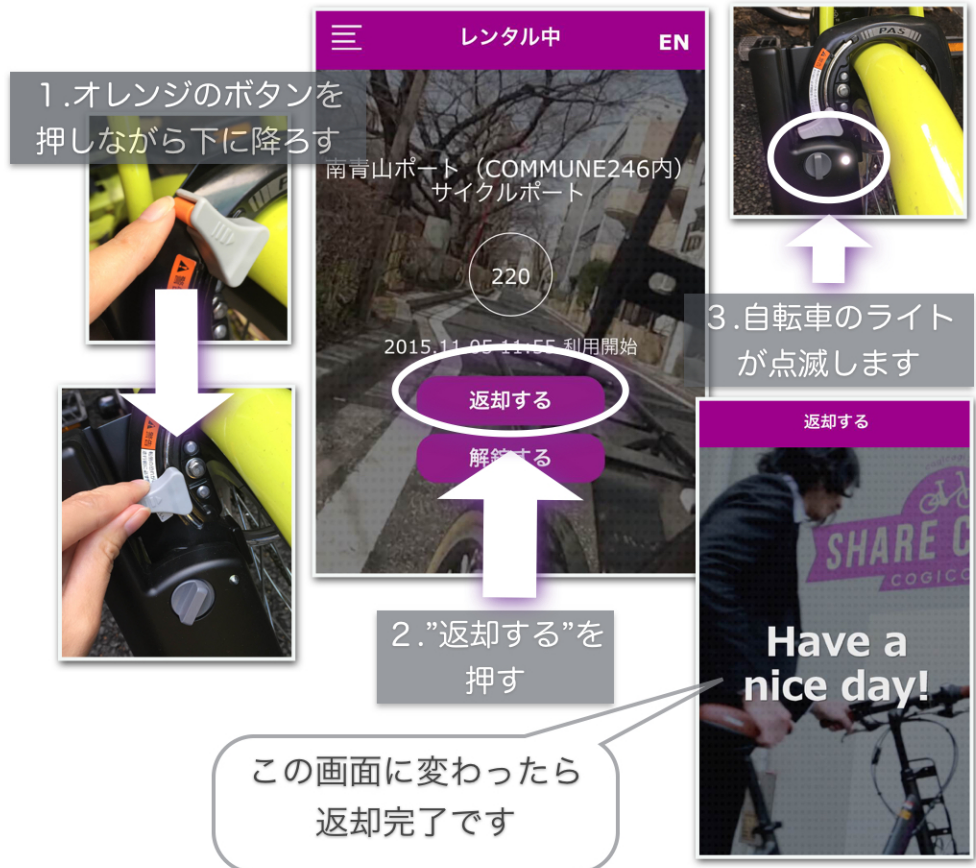 1.オレンジのボタンを
押しながら下に降ろす
レンタル中
EN
南青山ポート（COMMUNE246内）
サイクルポート
220
2015.11.05 11:55 利用開始
返却する
解錠する
2."返却する"を
押す
PAS
3.自転車のライト
が点滅します
返却する
SHARE C
COGICO
Have a
nice day!
この画面に変わったら
返却完了です